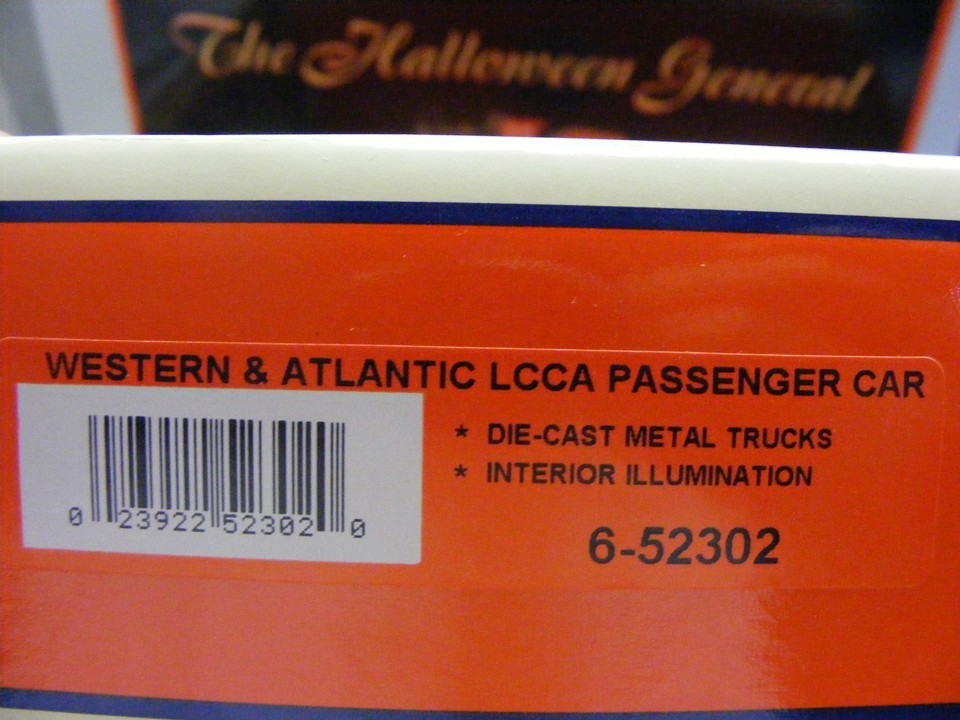 The Halloween General
WESTERN & ATLANTIC LCCA PASSENGER CAR
* DIE-CAST METAL TRUCKS
* INTERIOR ILLUMINATION
0 23922 52302 0
6-52302